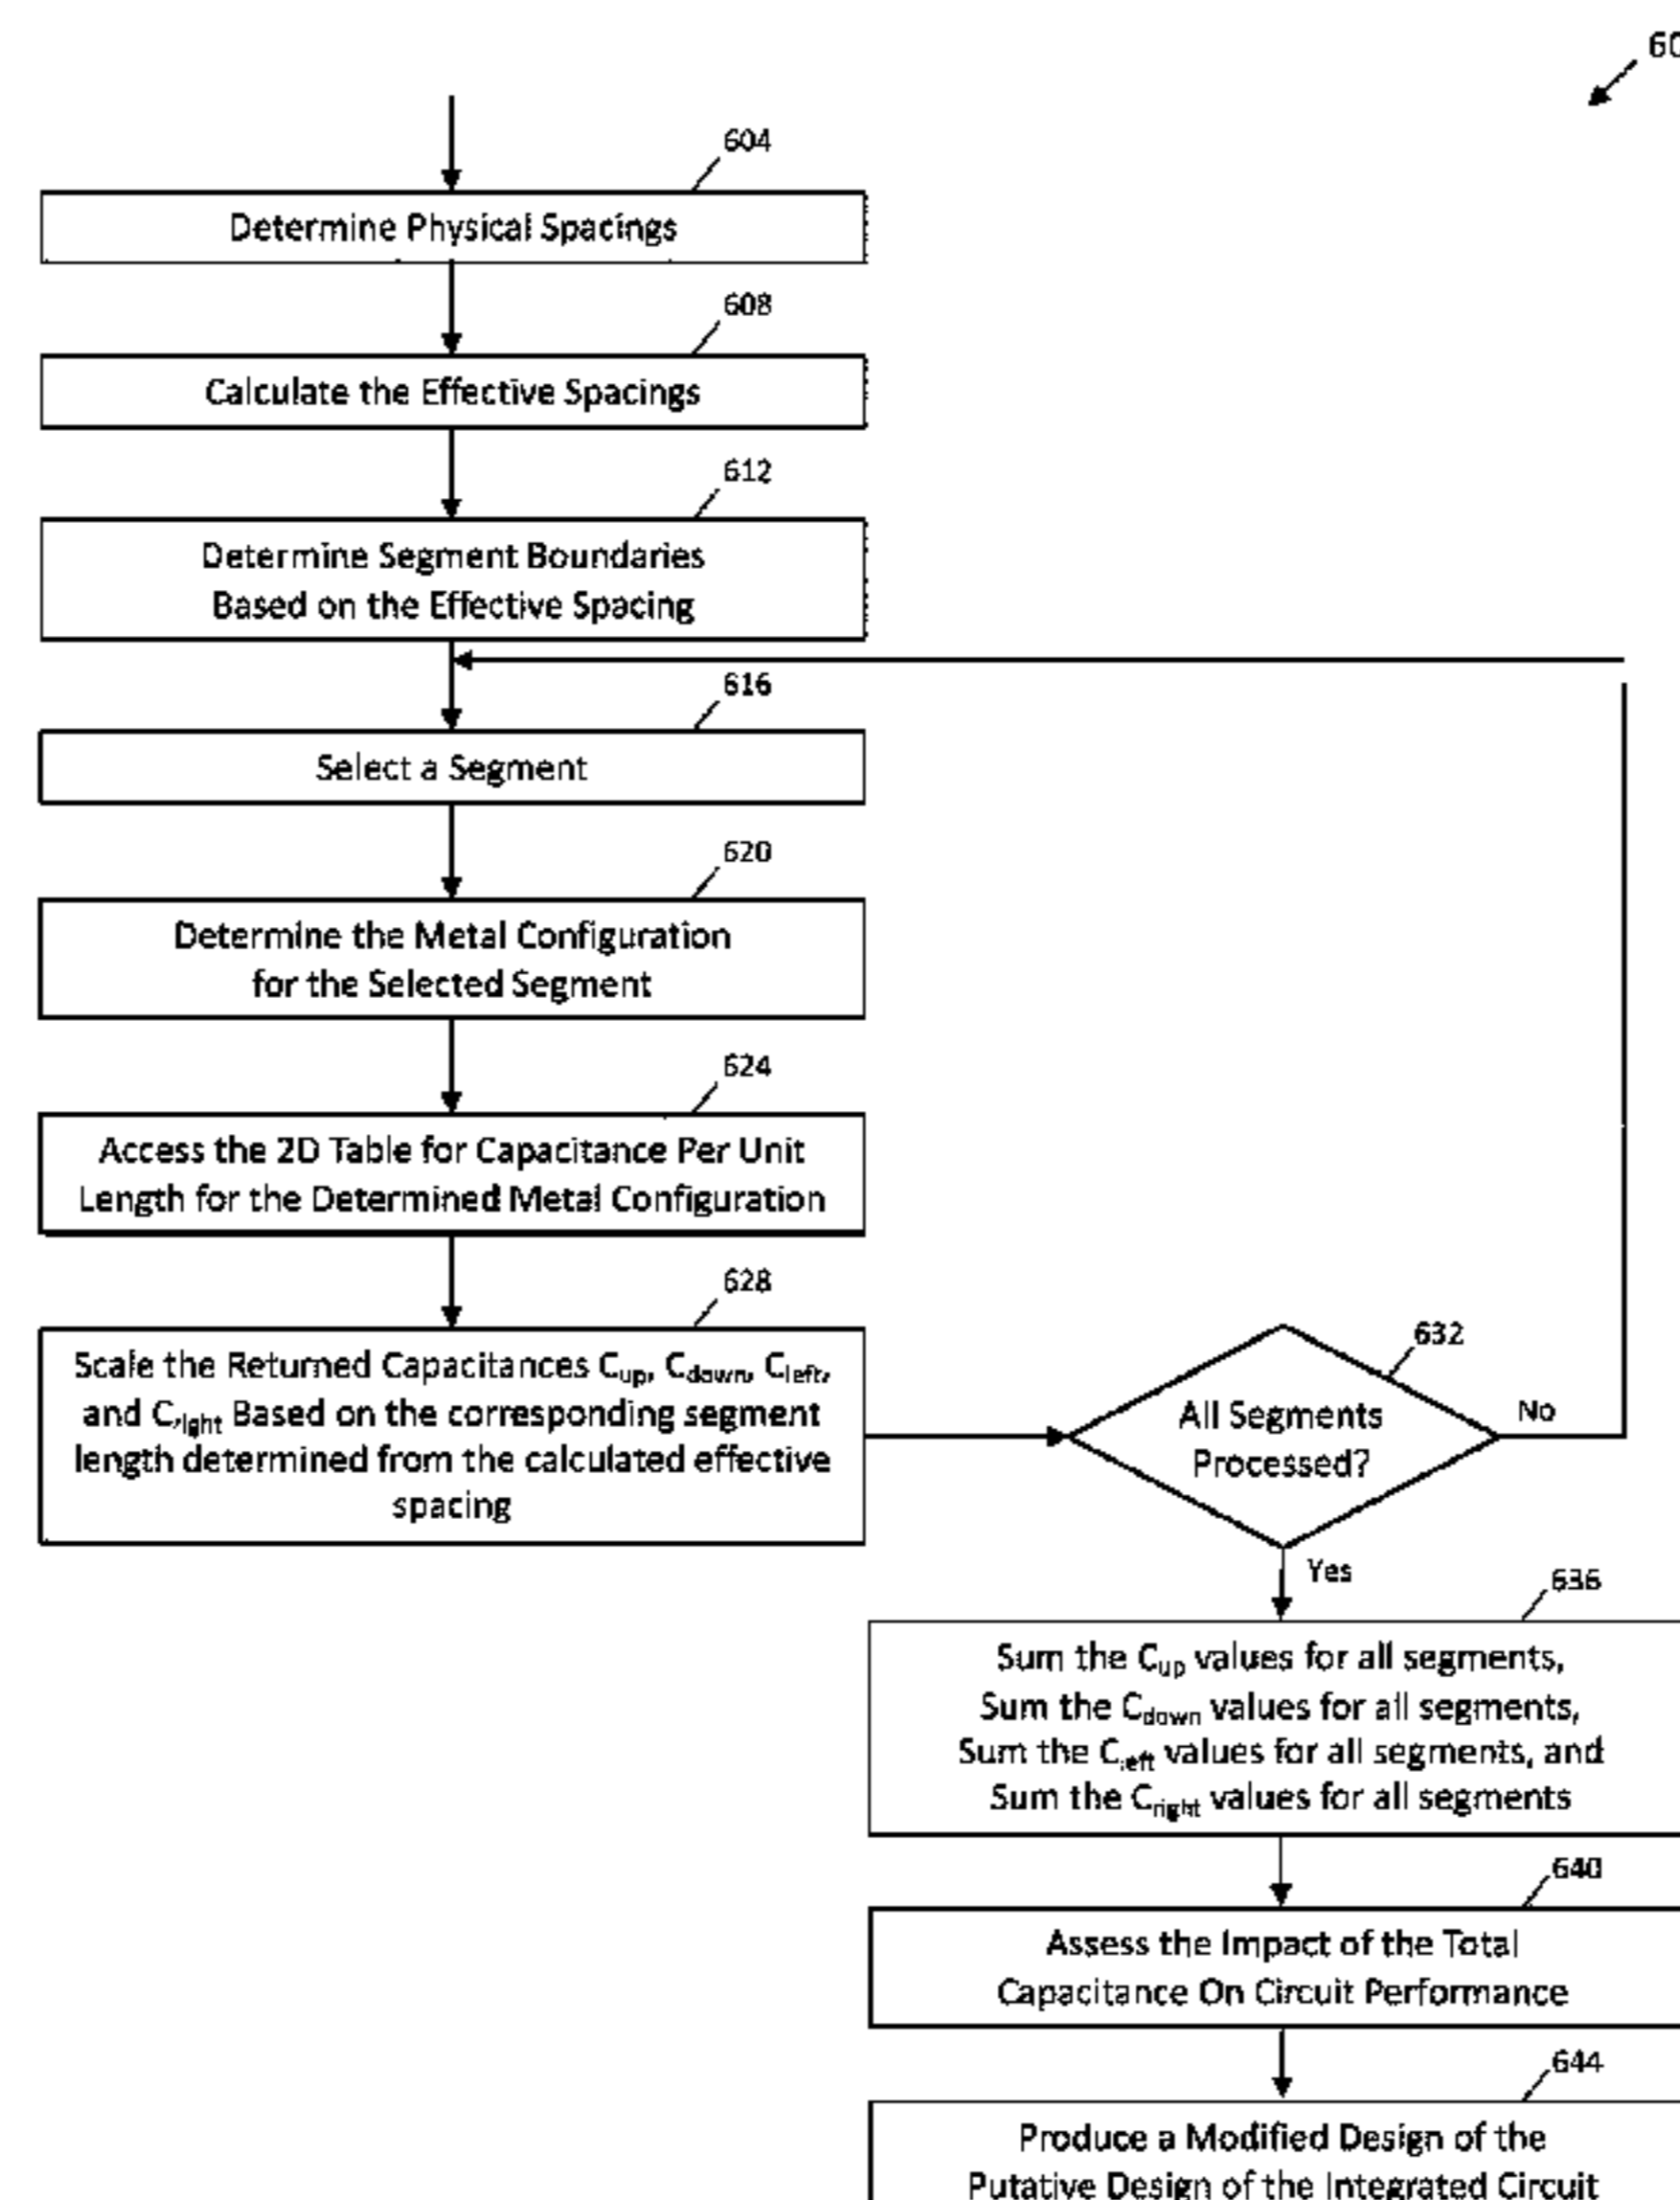 60
604
Determine Physical Spacings
608
Calculate the Effective Spacings
612
Determine Segment Boundaries
Based on the Effective Spacing
616
Select a Segment
620
Determine the Metal Configuration
for the Selected Segment
624
Access the 2D Table for Capacitance Per Unit
Length for the Determined Metal Configuration
628
Scale the Returned Capacitances Cup, Cdown, Cleft,
and Cright Based on the corresponding segment
length determined from the calculated effective
spacing
632
All Segments
Processed?
No
Yes
636
Sum the Cup values for all segments,
Sum the Cdown values for all segments,
Sum the Cleft values for all segments, and
Sum the Cright values for all segments
640
Assess the Impact of the Total
Capacitance On Circuit Performance
644
Produce a Modified Design of the
Putative Design of the Integrated Circuit